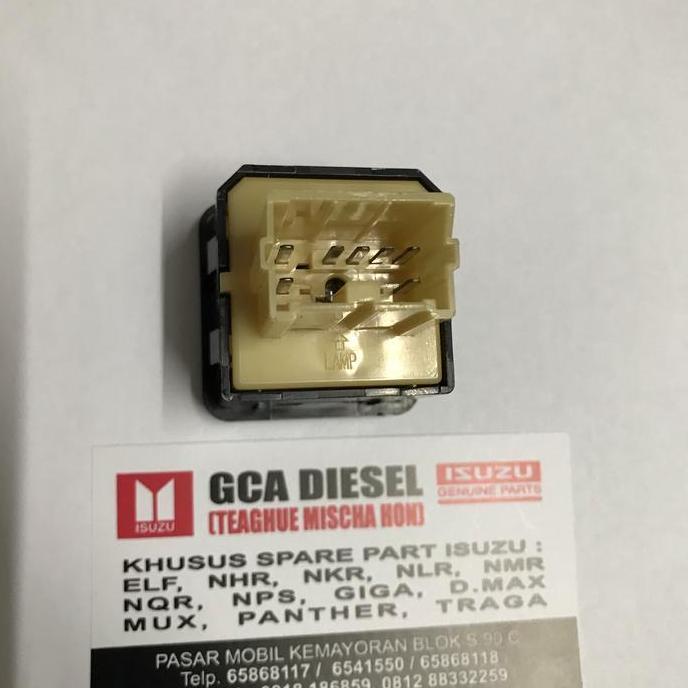 LAMP
ISUZU
GCA DIESEL
(TEAGHUE MISCHA HON)
ISUZU
GENUINE PARTS
KHUSUS SPARE PART ISUZU :
ELF, NHR, NKR, NLR, NMR
NQR, NPS, GIGA, D.MAX
MUX, PANTHER, TRAGA
PASAR MOBIL KEMAYORAN BLOK S.90 C
Telp. 65868117 / 6541550 / 65868118
186859, 0812 88332259